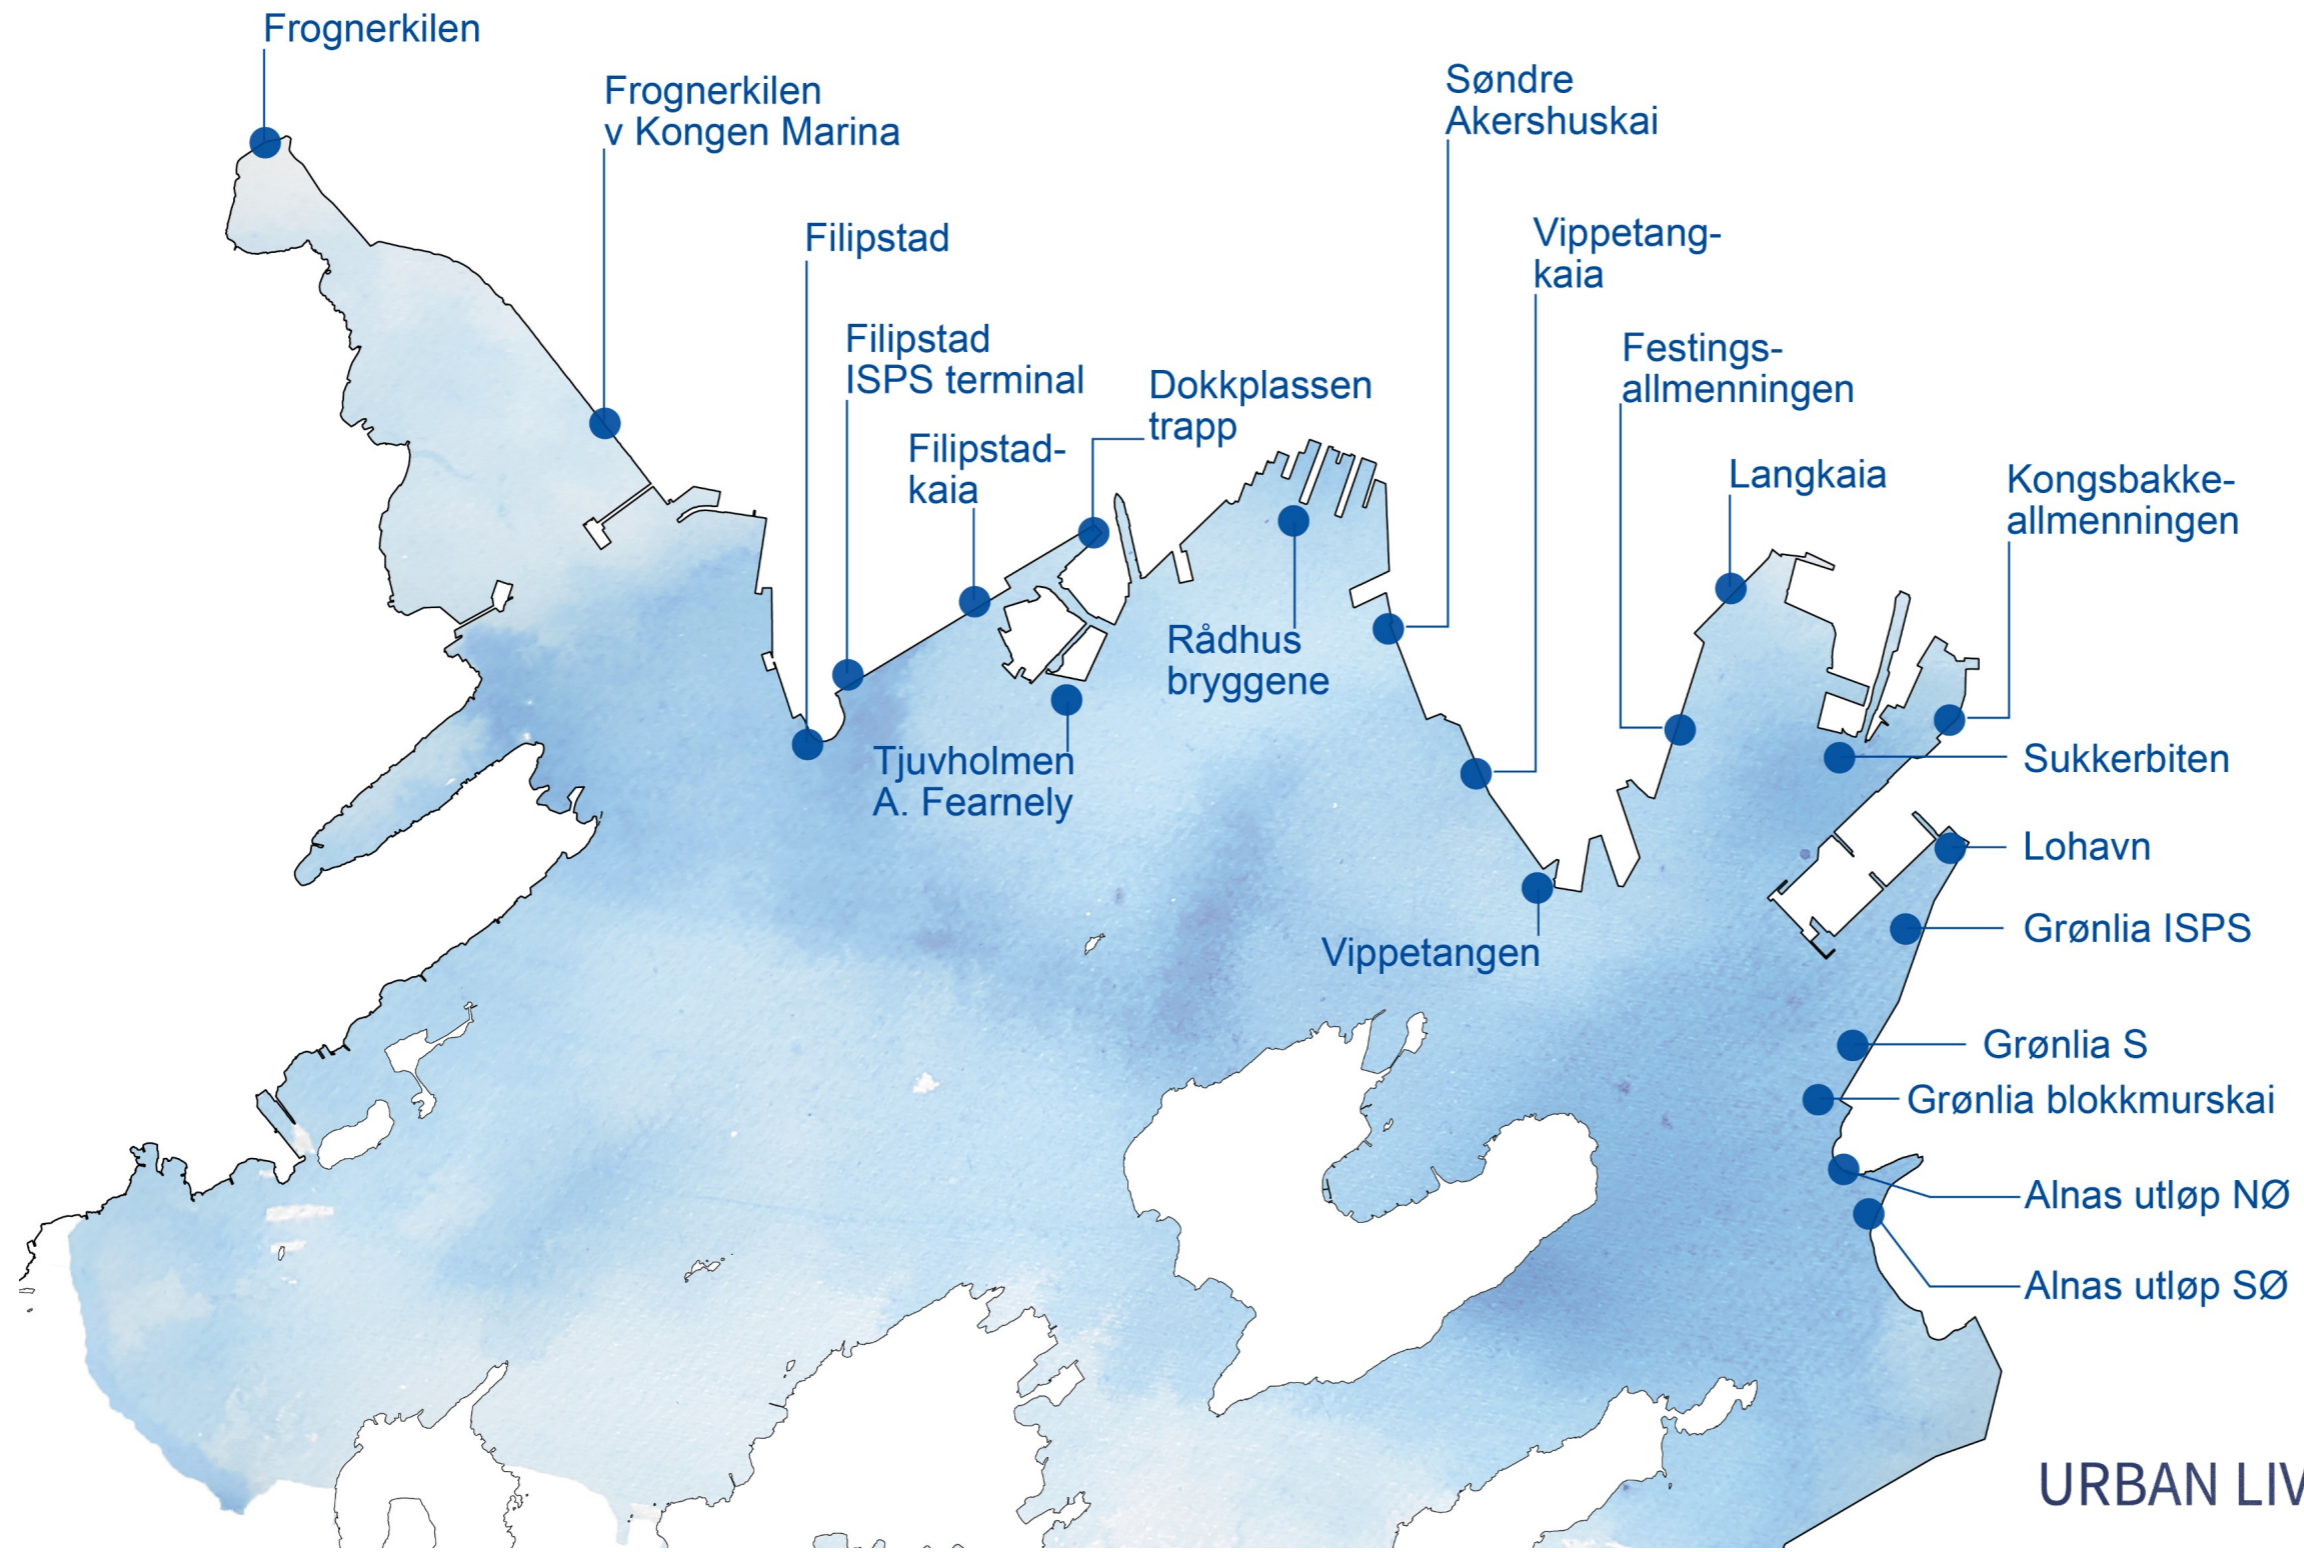 Frognerkilen
Frognerkilen
v Kongen Marina
Filipstad
Filipstad
ISPS terminal
Filipstad-
kaia
Dokkplassen
trapp
Søndre
Akershuskai
Vippetang-
kaia
Festings-
allmenningen
Langkaia
Kongsbakke-
allmenningen
Rådhus
bryggene
Tjuvholmen
A. Fearnely
Vippetangen
Sukkerbiten
Lohavn
Grønlia ISPS
Grønlia S
Grønlia blokkmurskai
Alnas utløp NØ
Alnas utløp SØ
URBAN LIV